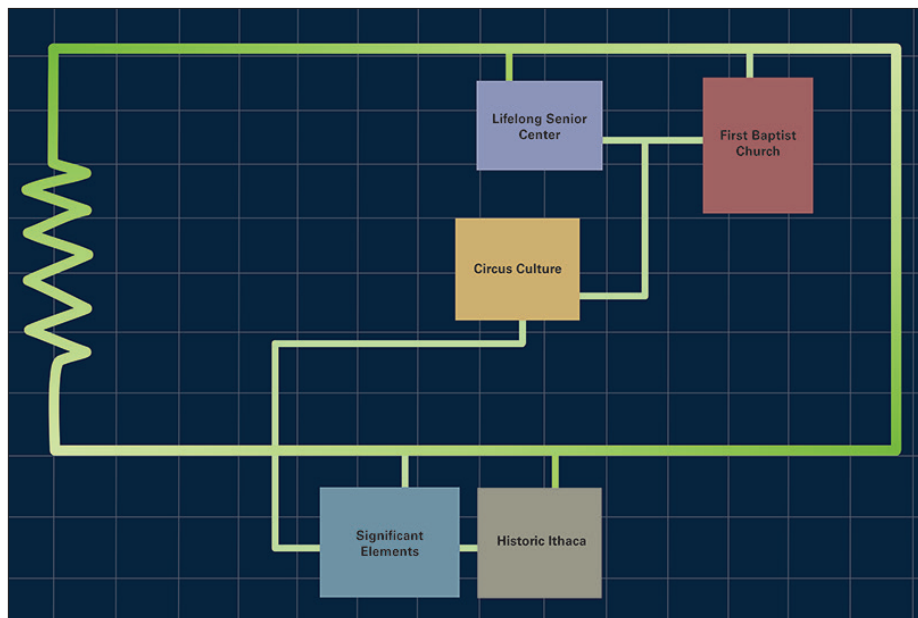 Lifelong Senior
Center
First Baptist
Church
Circus Culture
Significant
Elements
Historic Ithaca